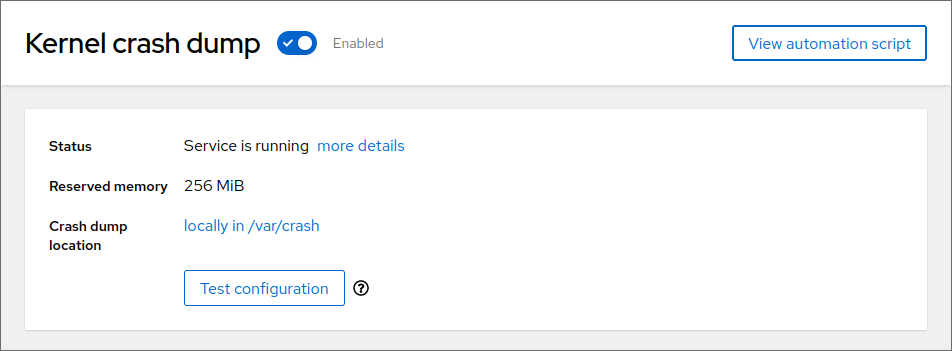 Kernel crash dump Enabled View automation script
Status Service is running more details
Reserved memory 256 MiB
Crash dump location locally in /var/crash
Test configuration